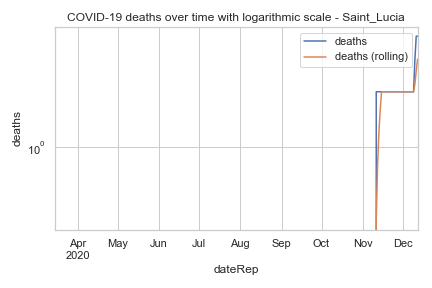 COVID-19 deaths over time with logarithmic scale - Saint_Lucia
deaths
deaths (rolling)
deaths
10⁰
Apr May Jun Jul Aug Sep Oct Nov Dec
2020
dateRep